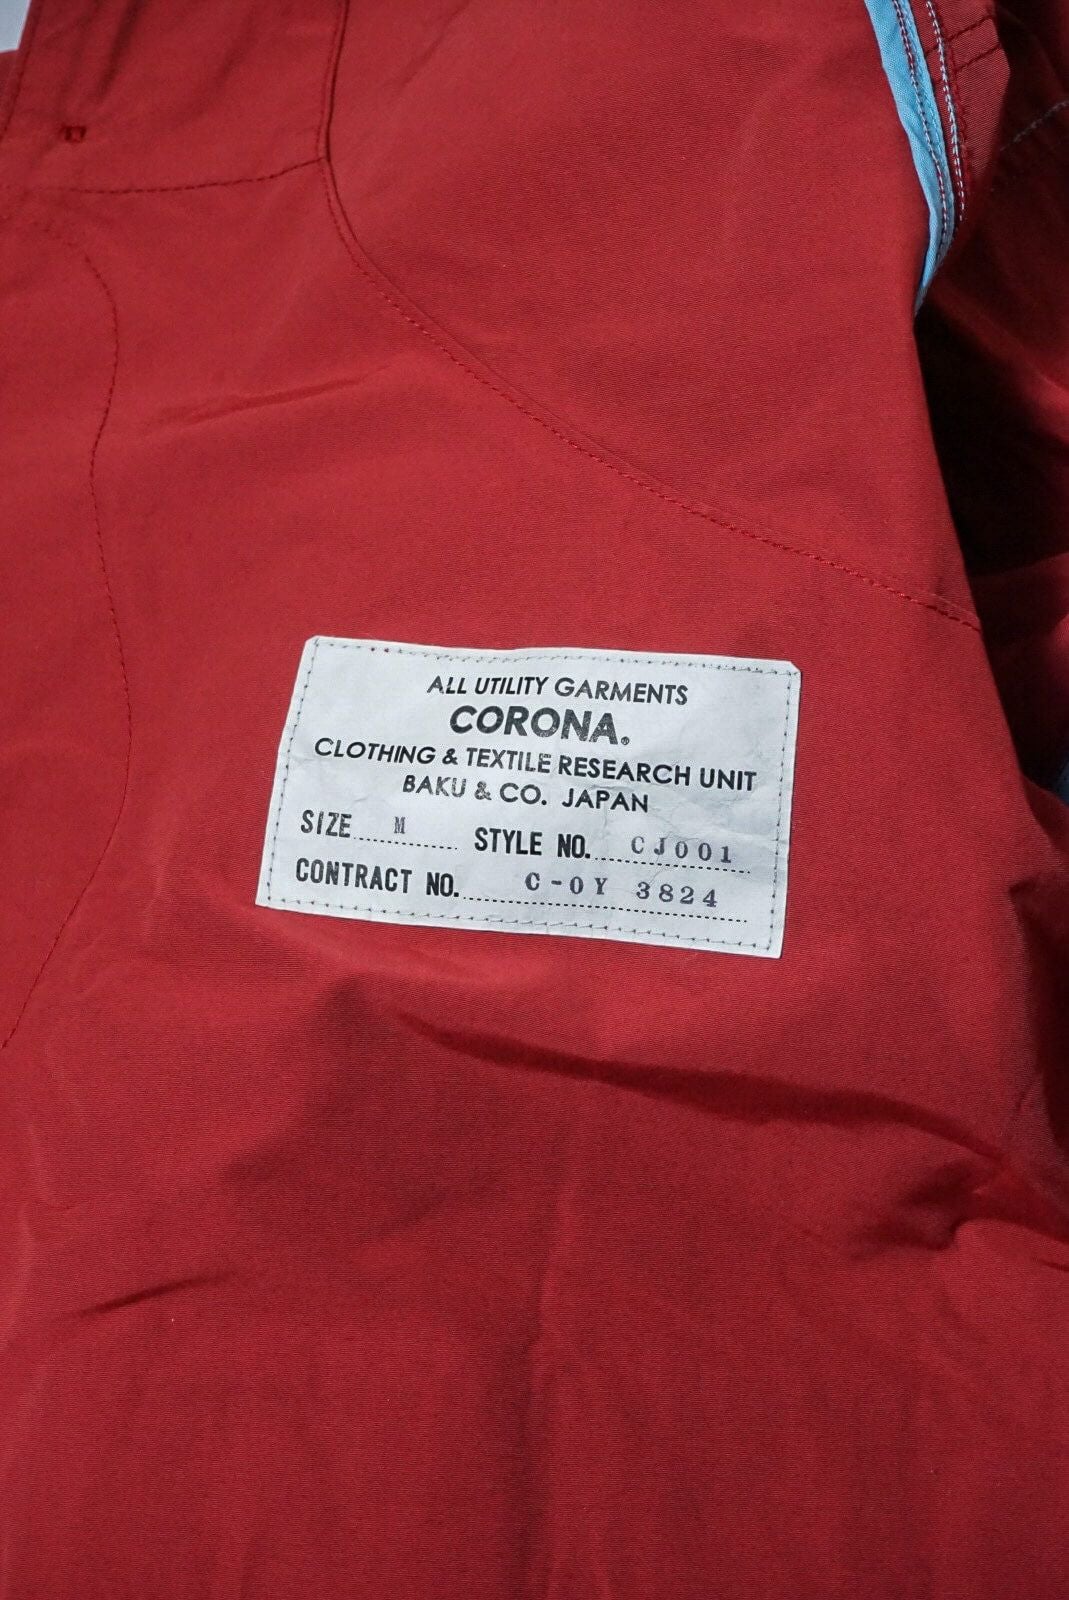 ALL UTILITY GARMENTS
CORONA.
CLOTHING & TEXTILE RESEARCH UNIT
BAKU & CO. JAPAN
SIZE M STYLE NO. CJ001
CONTRACT NO. C-0Y 3824